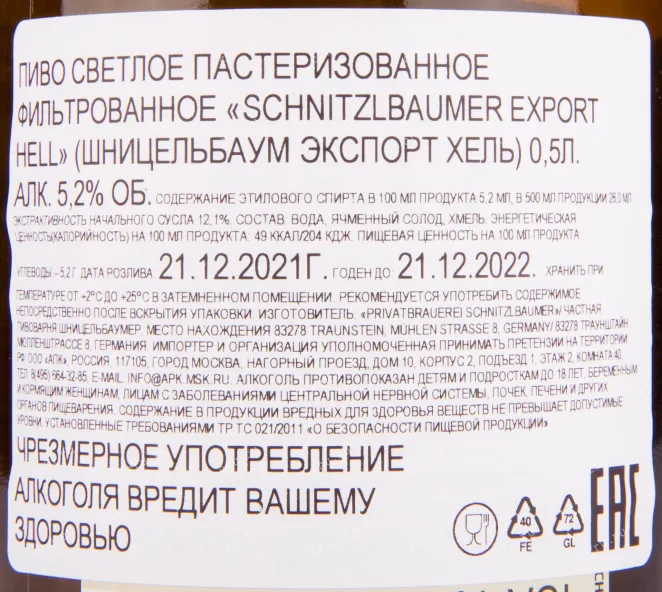 ПИВО СВЕТЛОЕ ПАСТЕРИЗОВАННОЕ
ФИЛЬТРОВАННОЕ «SCHNITZLBAUMER EXPORT
HELL» (ШНИЦЕЛЬБАУМ ЭКСПОРТ ХЕЛЬ) 0,5Л.
АЛК. 5,2% ОБ. СОДЕРЖАНИЕ ЭТИЛОВОГО СПИРТА В 100 МЛ ПРОДУКТА 5,2 МЛ, В 500 МЛ ПРОДУКЦИИ 26,0 МЛ
ЭКСТРАКТИВНОСТЬ НАЧАЛЬНОГО СУСЛА 12,1%. СОСТАВ: ВОДА, ЯЧМЕННЫЙ СОЛОД, ХМЕЛЬ. ЭНЕРГЕТИЧЕСКАЯ
ЦЕННОСТЬ(КАЛОРИЙНОСТЬ) НА 100 МЛ ПРОДУКТА: 49 ККАЛ/204 КДЖ. ПИЩЕВАЯ ЦЕННОСТЬ НА 100 МЛ ПРОДУКТА
УГЛЕВОДЫ – 5,2 Г. ДАТА РОЗЛИВА 21.12.2021Г. ГОДЕН ДО: 21.12.2022. ХРАНИТЬ ПРИ
ТЕМПЕРАТУРЕ ОТ +2°C ДО +25°C В ЗАТЕМНЕННОМ ПОМЕЩЕНИИ. РЕКОМЕНДУЕТСЯ УПОТРЕБИТЬ СОДЕРЖИМОЕ
НЕПОСРЕДСТВЕННО ПОСЛЕ ВСКРЫТИЯ УПАКОВКИ. ИЗГОТОВИТЕЛЬ: «PRIVATBRAUEREI SCHNITZLBAUMER»/ ЧАСТНАЯ
ПИВОВАРНЯ ШНИЦЕЛЬБАУМЕР. МЕСТО НАХОЖДЕНИЯ 83278 TRAUNSTEIN, MUHLEN STRASSE 8, GERMANY/ 83278 ТРАУНШТАЙН
МЮЛЛЕНШТРАССЕ 8, ГЕРМАНИЯ. ИМПОРТЕР И ОРГАНИЗАЦИЯ УПОЛНОМОЧЕННАЯ ПРИНИМАТЬ ПРЕТЕНЗИИ НА ТЕРРИТОРИИ
РФ ООО «АПК», РОССИЯ, 117105, ГОРОД МОСКВА, НАГОРНЫЙ ПРОЕЗД, ДОМ 10, КОРПУС 2, ПОДЪЕЗД 1, ЭТАЖ 2, КОМНАТА 40,
ТЕЛ: 8(495) 664-32-85, E-MAIL: INFO@APK.MSK.RU. АЛКОГОЛЬ ПРОТИВОПОКАЗАН ДЕТЯМ И ПОДРОСТКАМ ДО 18 ЛЕТ, БЕРЕМЕННЫМ
И КОРМЯЩИМ ЖЕНЩИНАМ, ЛИЦАМ С ЗАБОЛЕВАНИЯМИ ЦЕНТРАЛЬНОЙ НЕРВНОЙ СИСТЕМЫ, ПОЧЕК, ПЕЧЕНИ И ДРУГИХ
ОРГАНОВ ПИЩЕВАРЕНИЯ. СОДЕРЖАНИЕ В ПРОДУКЦИИ ВРЕДНЫХ ДЛЯ ЗДОРОВЬЯ ВЕЩЕСТВ НЕ ПРЕВЫШАЕТ ДОПУСТИМЫЕ
УРОВНИ, УСТАНОВЛЕННЫЕ ТРЕБОВАНИЯМИ ТР ТС 021/2011 «О БЕЗОПАСНОСТИ ПИЩЕВОЙ ПРОДУКЦИИ»
ЧРЕЗМЕРНОЕ УПОТРЕБЛЕНИЕ
АЛКОГОЛЯ ВРЕДИТ ВАШЕМУ
ЗДОРОВЬЮ
40
FE
72
GL
EAC